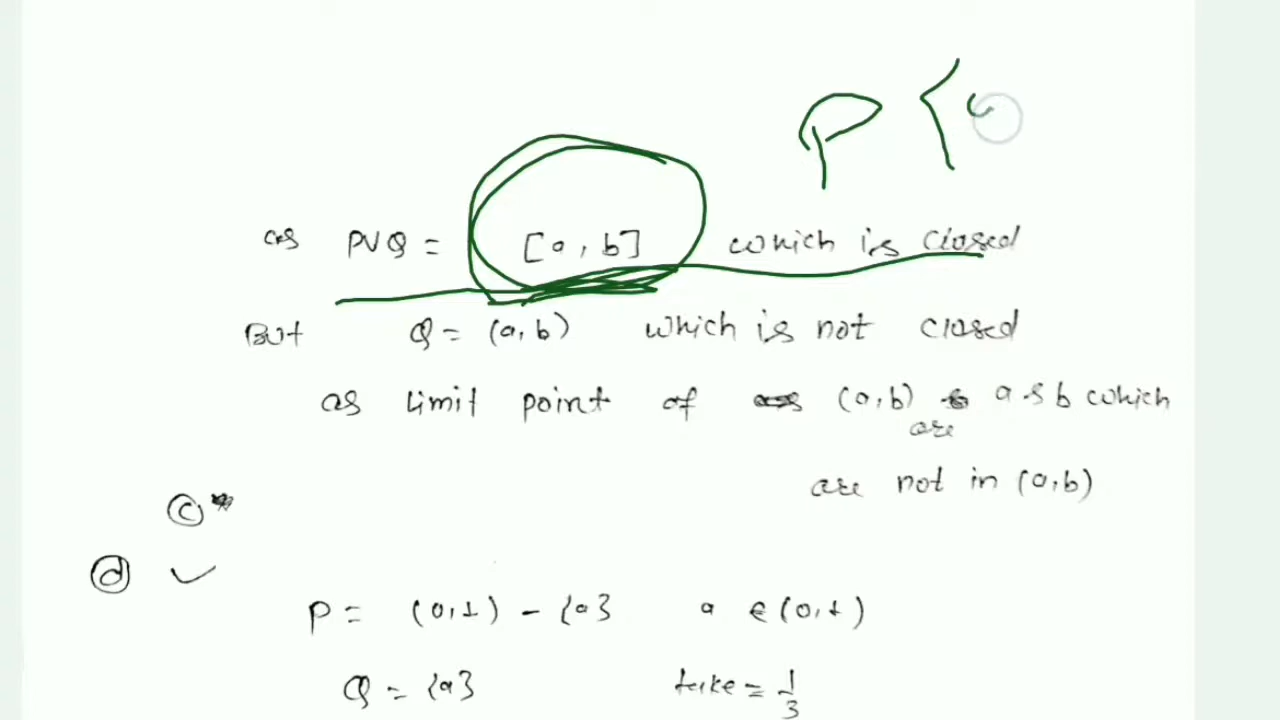 P {
as PUQ = [a, b] which is closed
But Q = (a, b) which is not closed
as limit point of (a, b) a & b which
are
are not in (a, b)
(c)
(d) ✓
P = (0, 1) - {a} a ∈ (0, 1)
Q = {a} take = 1/3